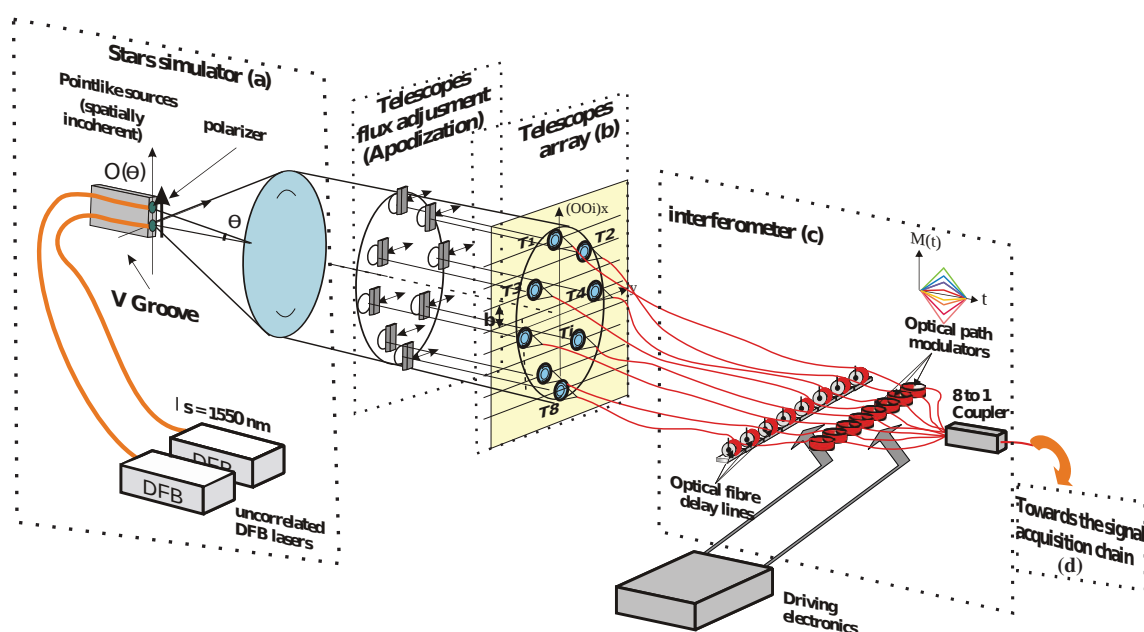 Stars simulator (a)
Pointlike sources
(spatially
incoherent)
polarizer
O(Θ)
Θ
V Groove
| s = 1550 nm
DFB
DFB
uncorrelated
DFB lasers
Telescopes
flux adjusment
(Apodization)
Telescopes
array (b)
(OOi)x
y
T1
T2
T3
T4
b
Ti
T8
interferometer (c)
M(t)
t
Optical path
modulators
8 to 1
Coupler
Optical fibre
delay lines
Driving
electronics
Towards the signal
acquisition chain
(d)